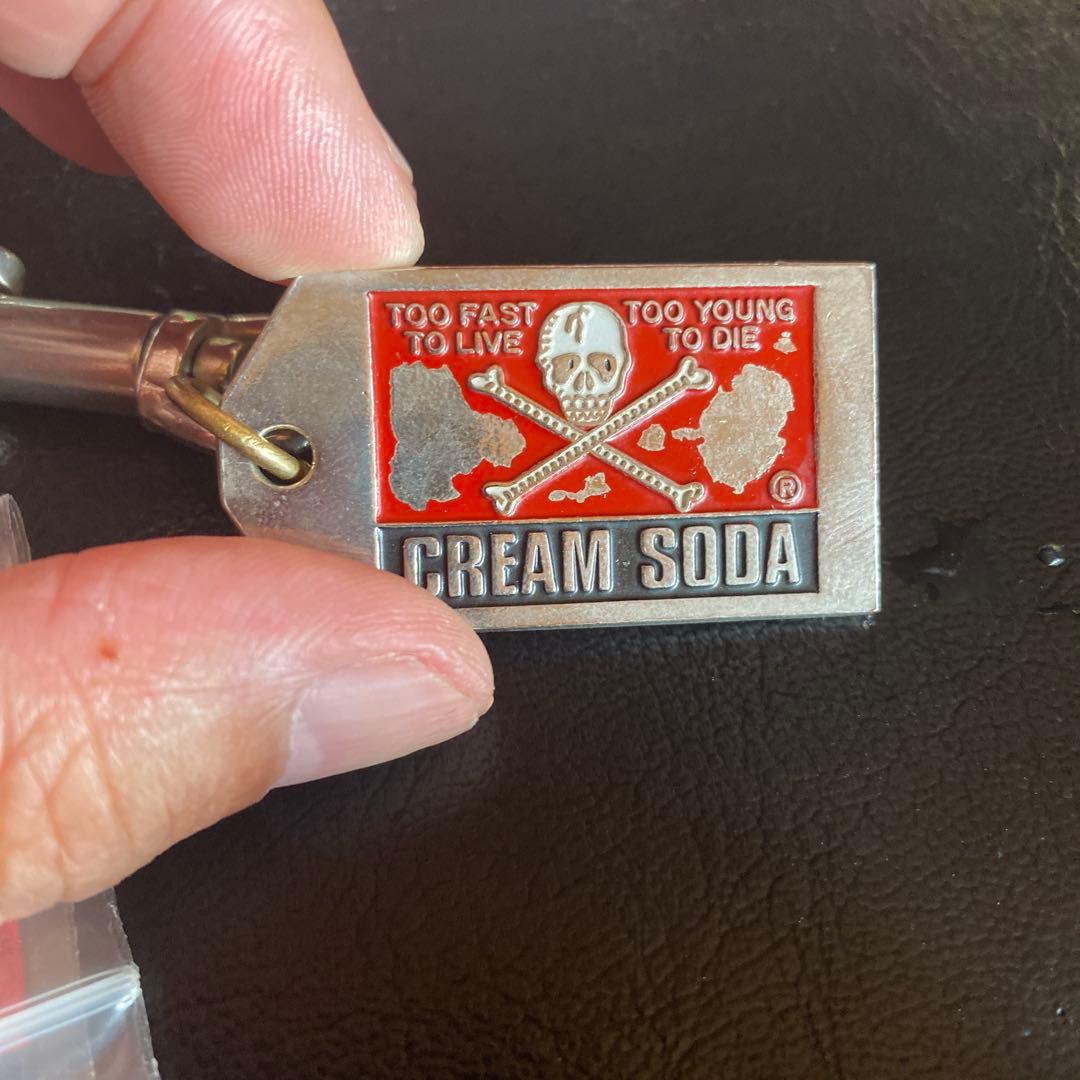 TOO FAST TO LIVE
TOO YOUNG TO DIE
®
CREAM SODA